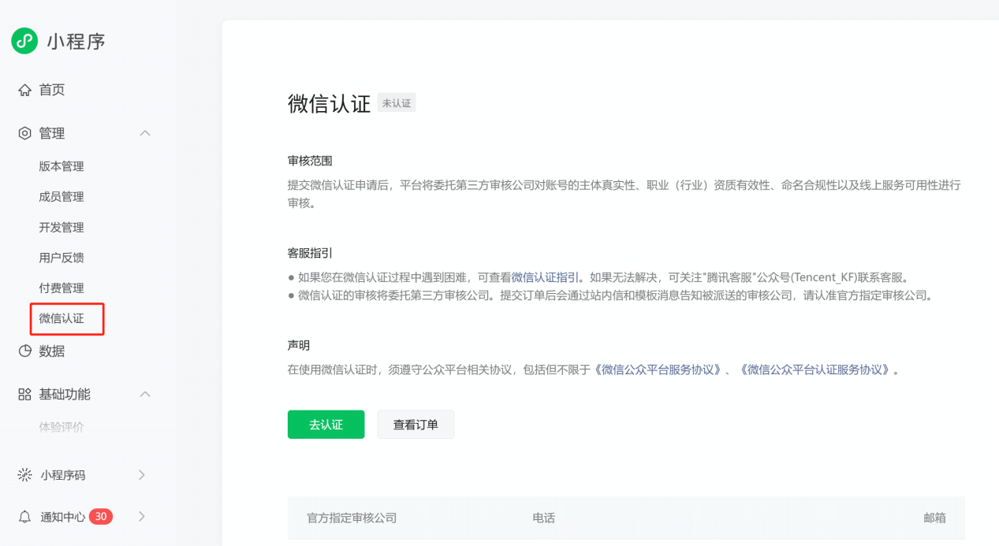 小程序
首页
管理
版本管理
成员管理
开发管理
用户反馈
付费管理
微信认证
数据
基础功能
体验评价
小程序码
通知中心 30
微信认证 未认证
审核范围
提交微信认证申请后，平台将委托第三方审核公司对账号的主体真实性、职业（行业）资质有效性、命名合规性以及线上服务可用性进行
审核。
客服指引
● 如果您在微信认证过程中遇到困难，可查看微信认证指引。如果无法解决，可关注"腾讯客服"公众号(Tencent_KF)联系客服。
● 微信认证的审核将委托第三方审核公司。提交订单后会通过站内信和模板消息告知被派送的审核公司，请认准官方指定审核公司。
声明
在使用微信认证时，须遵守公众平台相关协议，包括但不限于《微信公众平台服务协议》、《微信公众平台认证服务协议》。
去认证 查看订单
官方指定审核公司 电话 邮箱